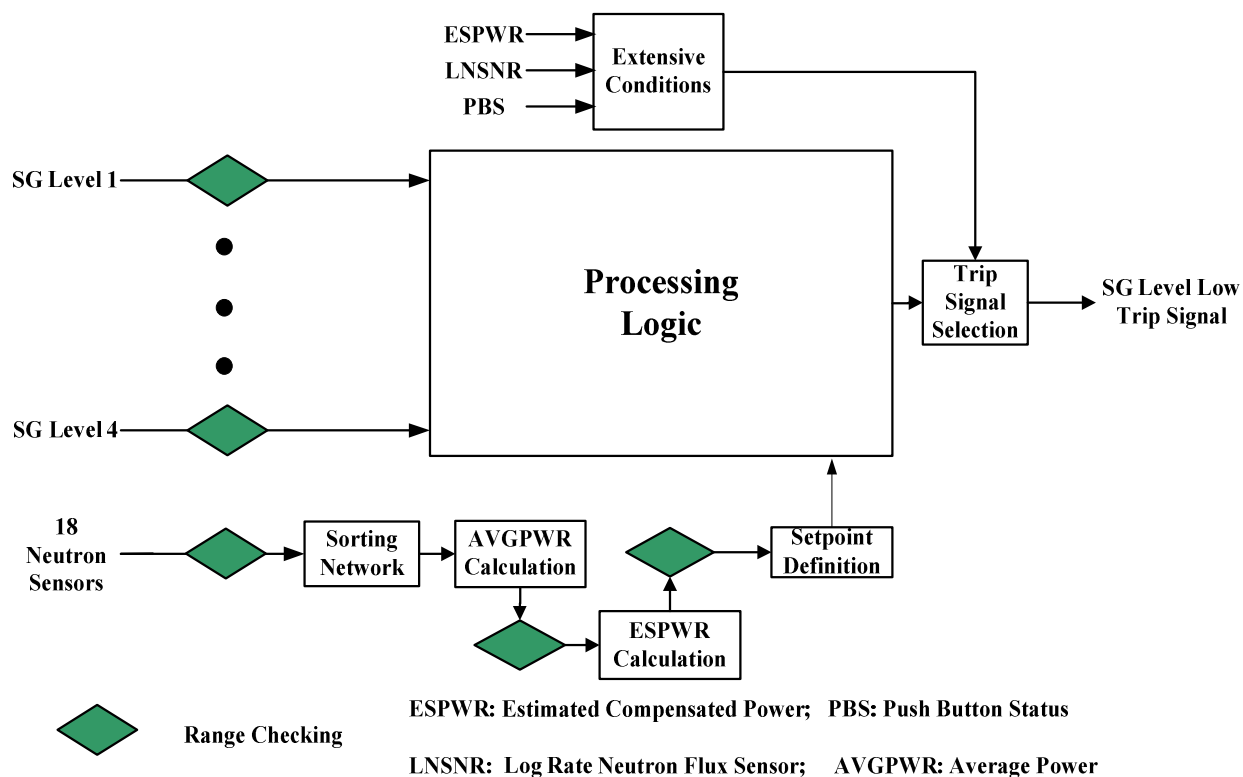 ESPWR
LNSNR
PBS
Extensive
Conditions
SG Level 1
Processing
Logic
Trip
Signal
Selection
SG Level Low
Trip Signal
SG Level 4
18
Neutron
Sensors
Sorting
Network
AVGPWR
Calculation
Setpoint
Definition
ESPWR
Calculation
Range Checking
ESPWR: Estimated Compensated Power; PBS: Push Button Status
LNSNR: Log Rate Neutron Flux Sensor; AVGPWR: Average Power